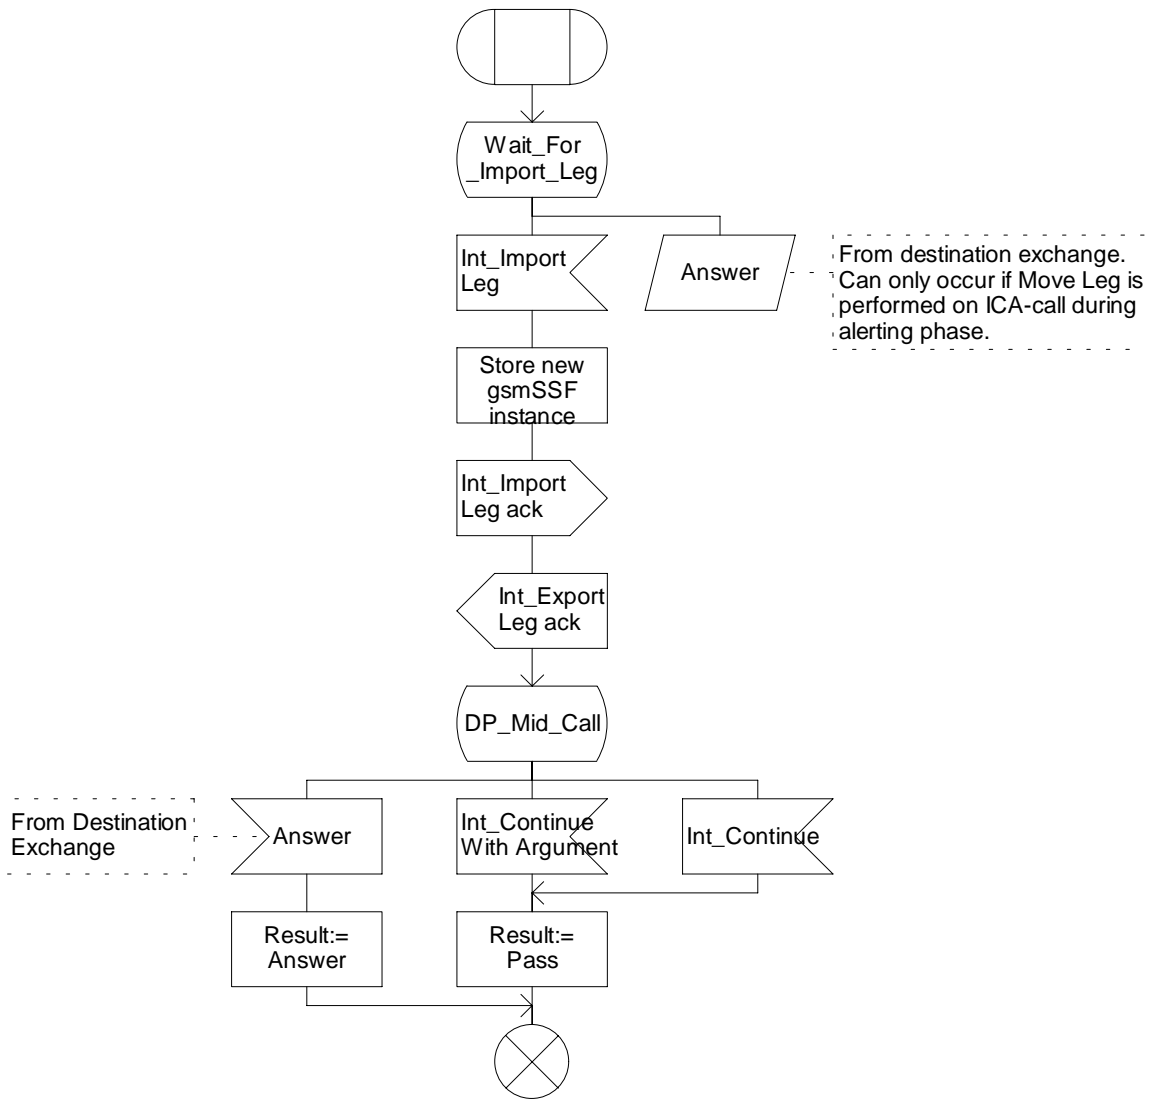 Wait_For
_Import_Leg
Int_Import
Leg
Answer
From destination exchange.
Can only occur if Move Leg is
performed on ICA-call during
alerting phase.
Store new
gsmSSF
instance
Int_Import
Leg ack
Int_Export
Leg ack
DP_Mid_Call
From Destination
Exchange
Answer
Int_Continue
With Argument
Int_Continue
Result:=
Answer
Result:=
Pass